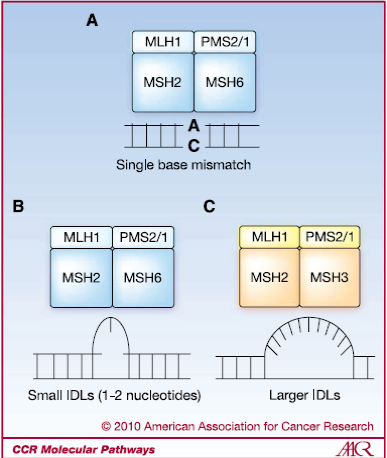 A
MLH1 PMS2/1
MSH2 MSH6
A
C
Single base mismatch
B
MLH1 PMS2/1
MSH2 MSH6
Small IDLs (1–2 nucleotides)
C
MLH1 PMS2/1
MSH2 MSH3
Larger IDLs
© 2010 American Association for Cancer Research
CCR Molecular Pathways
AACR